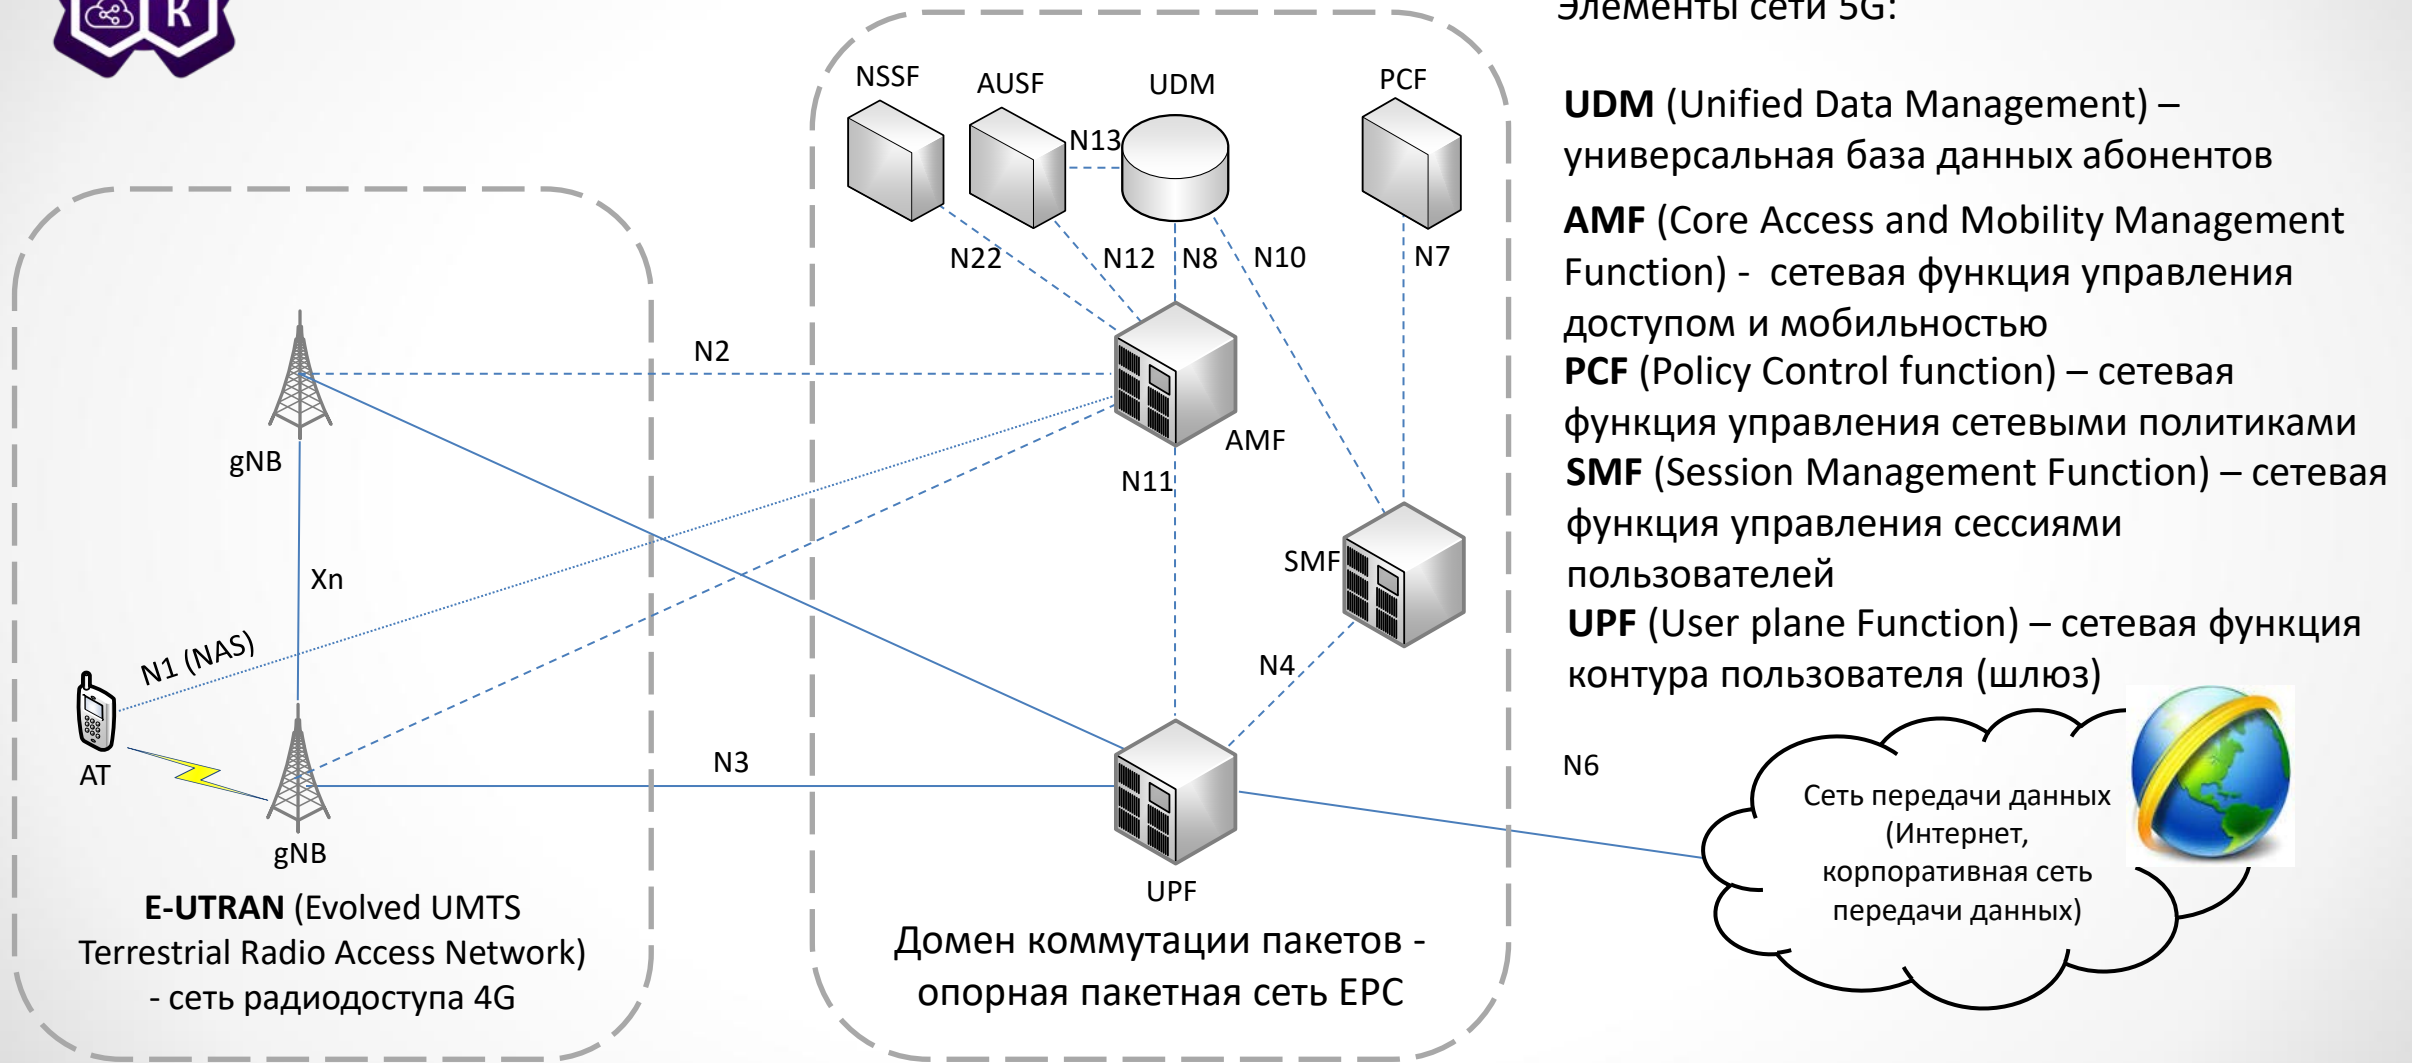 K
Элементы сети 5G:
NSSF
AUSF
UDM
PCF
N13
N22
N12
N8
N10
N7
N2
AMF
gNB
N11
SMF
Xn
N1 (NAS)
N4
AT
N3
N6
gNB
UPF
E-UTRAN (Evolved UMTS
Terrestrial Radio Access Network)
- сеть радиодоступа 4G
Домен коммутации пакетов -
опорная пакетная сеть EPC
UDM (Unified Data Management) –
универсальная база данных абонентов
AMF (Core Access and Mobility Management
Function) - сетевая функция управления
доступом и мобильностью
PCF (Policy Control function) – сетевая
функция управления сетевыми политиками
SMF (Session Management Function) – сетевая
функция управления сессиями
пользователей
UPF (User plane Function) – сетевая функция
контура пользователя (шлюз)
Сеть передачи данных
(Интернет,
корпоративная сеть
передачи данных)